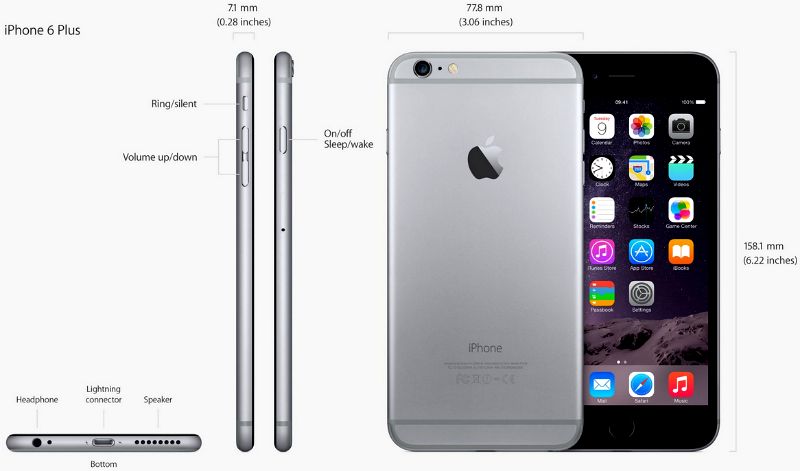 7.1 mm
(0.28 inches)
77.8 mm
(3.06 inches)
iPhone 6 Plus
Ring/silent
Volume up/down
On/off
Sleep/wake
09:41
100%
Tuesday
9
Calendar
Photos
Camera
Clock
Maps
Videos
Reminders
Stocks
Game Center
iTunes Store
App Store
iBooks
Passbook
Settings
158.1 mm
(6.22 inches)
iPhone
Mail
Safari
Music
Headphone
Lightning
connector
Speaker
Bottom